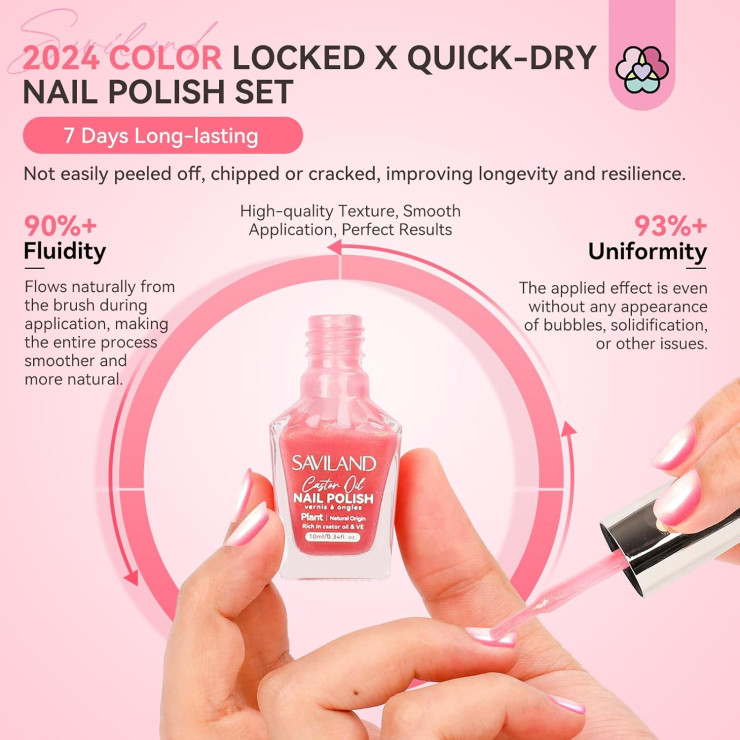 Saviland
2024 COLOR LOCKED X QUICK-DRY
NAIL POLISH SET
7 Days Long-lasting
Not easily peeled off, chipped or cracked, improving longevity and resilience.
High-quality Texture, Smooth
Application, Perfect Results
90%+
Fluidity
Flows naturally from
the brush during
application, making
the entire process
smoother and
more natural.
93%+
Uniformity
The applied effect is even
without any appearance
of bubbles, solidification,
or other issues.
SAVILAND
Castor Oil
NAIL POLISH
vernis à ongles
Plant | Natural Origin
Rich in castor oil & VE
10ml/0.34fl. oz.